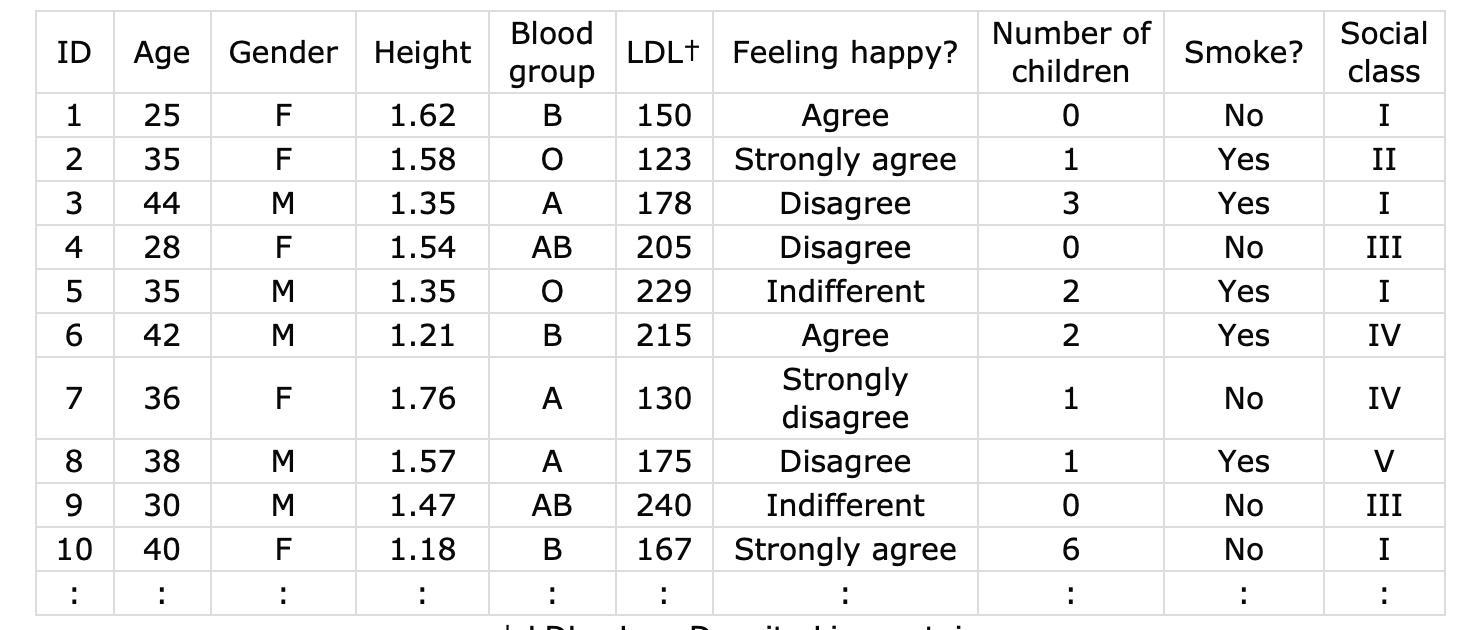 ID Age Gender Height Blood group LDL† Feeling happy? Number of children Smoke? Social class
1 25 F 1.62 B 150 Agree 0 No I
2 35 F 1.58 O 123 Strongly agree 1 Yes II
3 44 M 1.35 A 178 Disagree 3 Yes I
4 28 F 1.54 AB 205 Disagree 0 No III
5 35 M 1.35 O 229 Indifferent 2 Yes I
6 42 M 1.21 B 215 Agree 2 Yes IV
7 36 F 1.76 A 130 Strongly disagree 1 No IV
8 38 M 1.57 A 175 Disagree 1 Yes V
9 30 M 1.47 AB 240 Indifferent 0 No III
10 40 F 1.18 B 167 Strongly agree 6 No I
: : : : : : : : : :